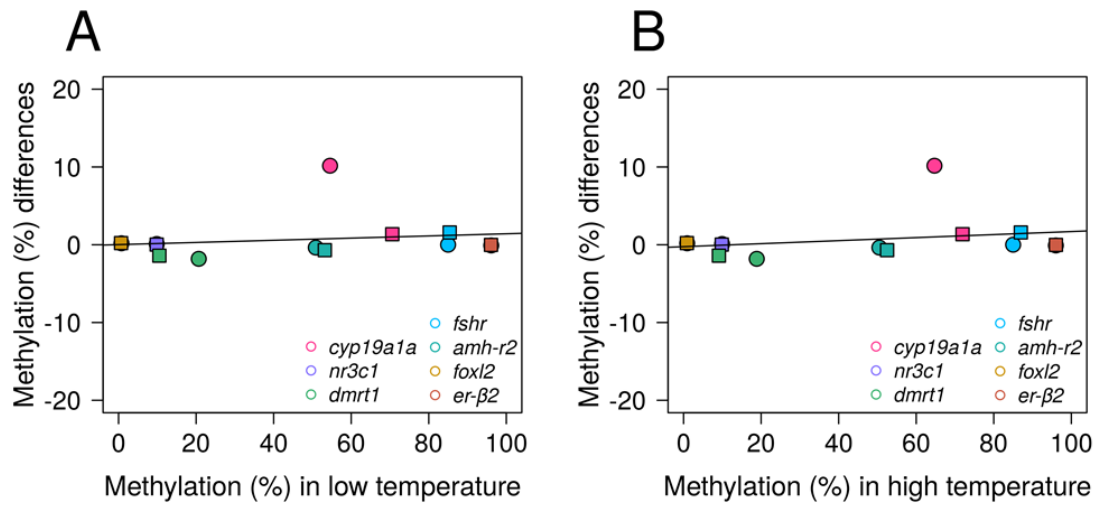 A
Methylation (%) differences
20
10
0
-10
-20
fshr
cyp19a1a
amh-r2
nr3c1
foxl2
dmrt1
er-β2
0 20 40 60 80 100
Methylation (%) in low temperature
B
Methylation (%) differences
20
10
0
-10
-20
fshr
cyp19a1a
amh-r2
nr3c1
foxl2
dmrt1
er-β2
0 20 40 60 80 100
Methylation (%) in high temperature